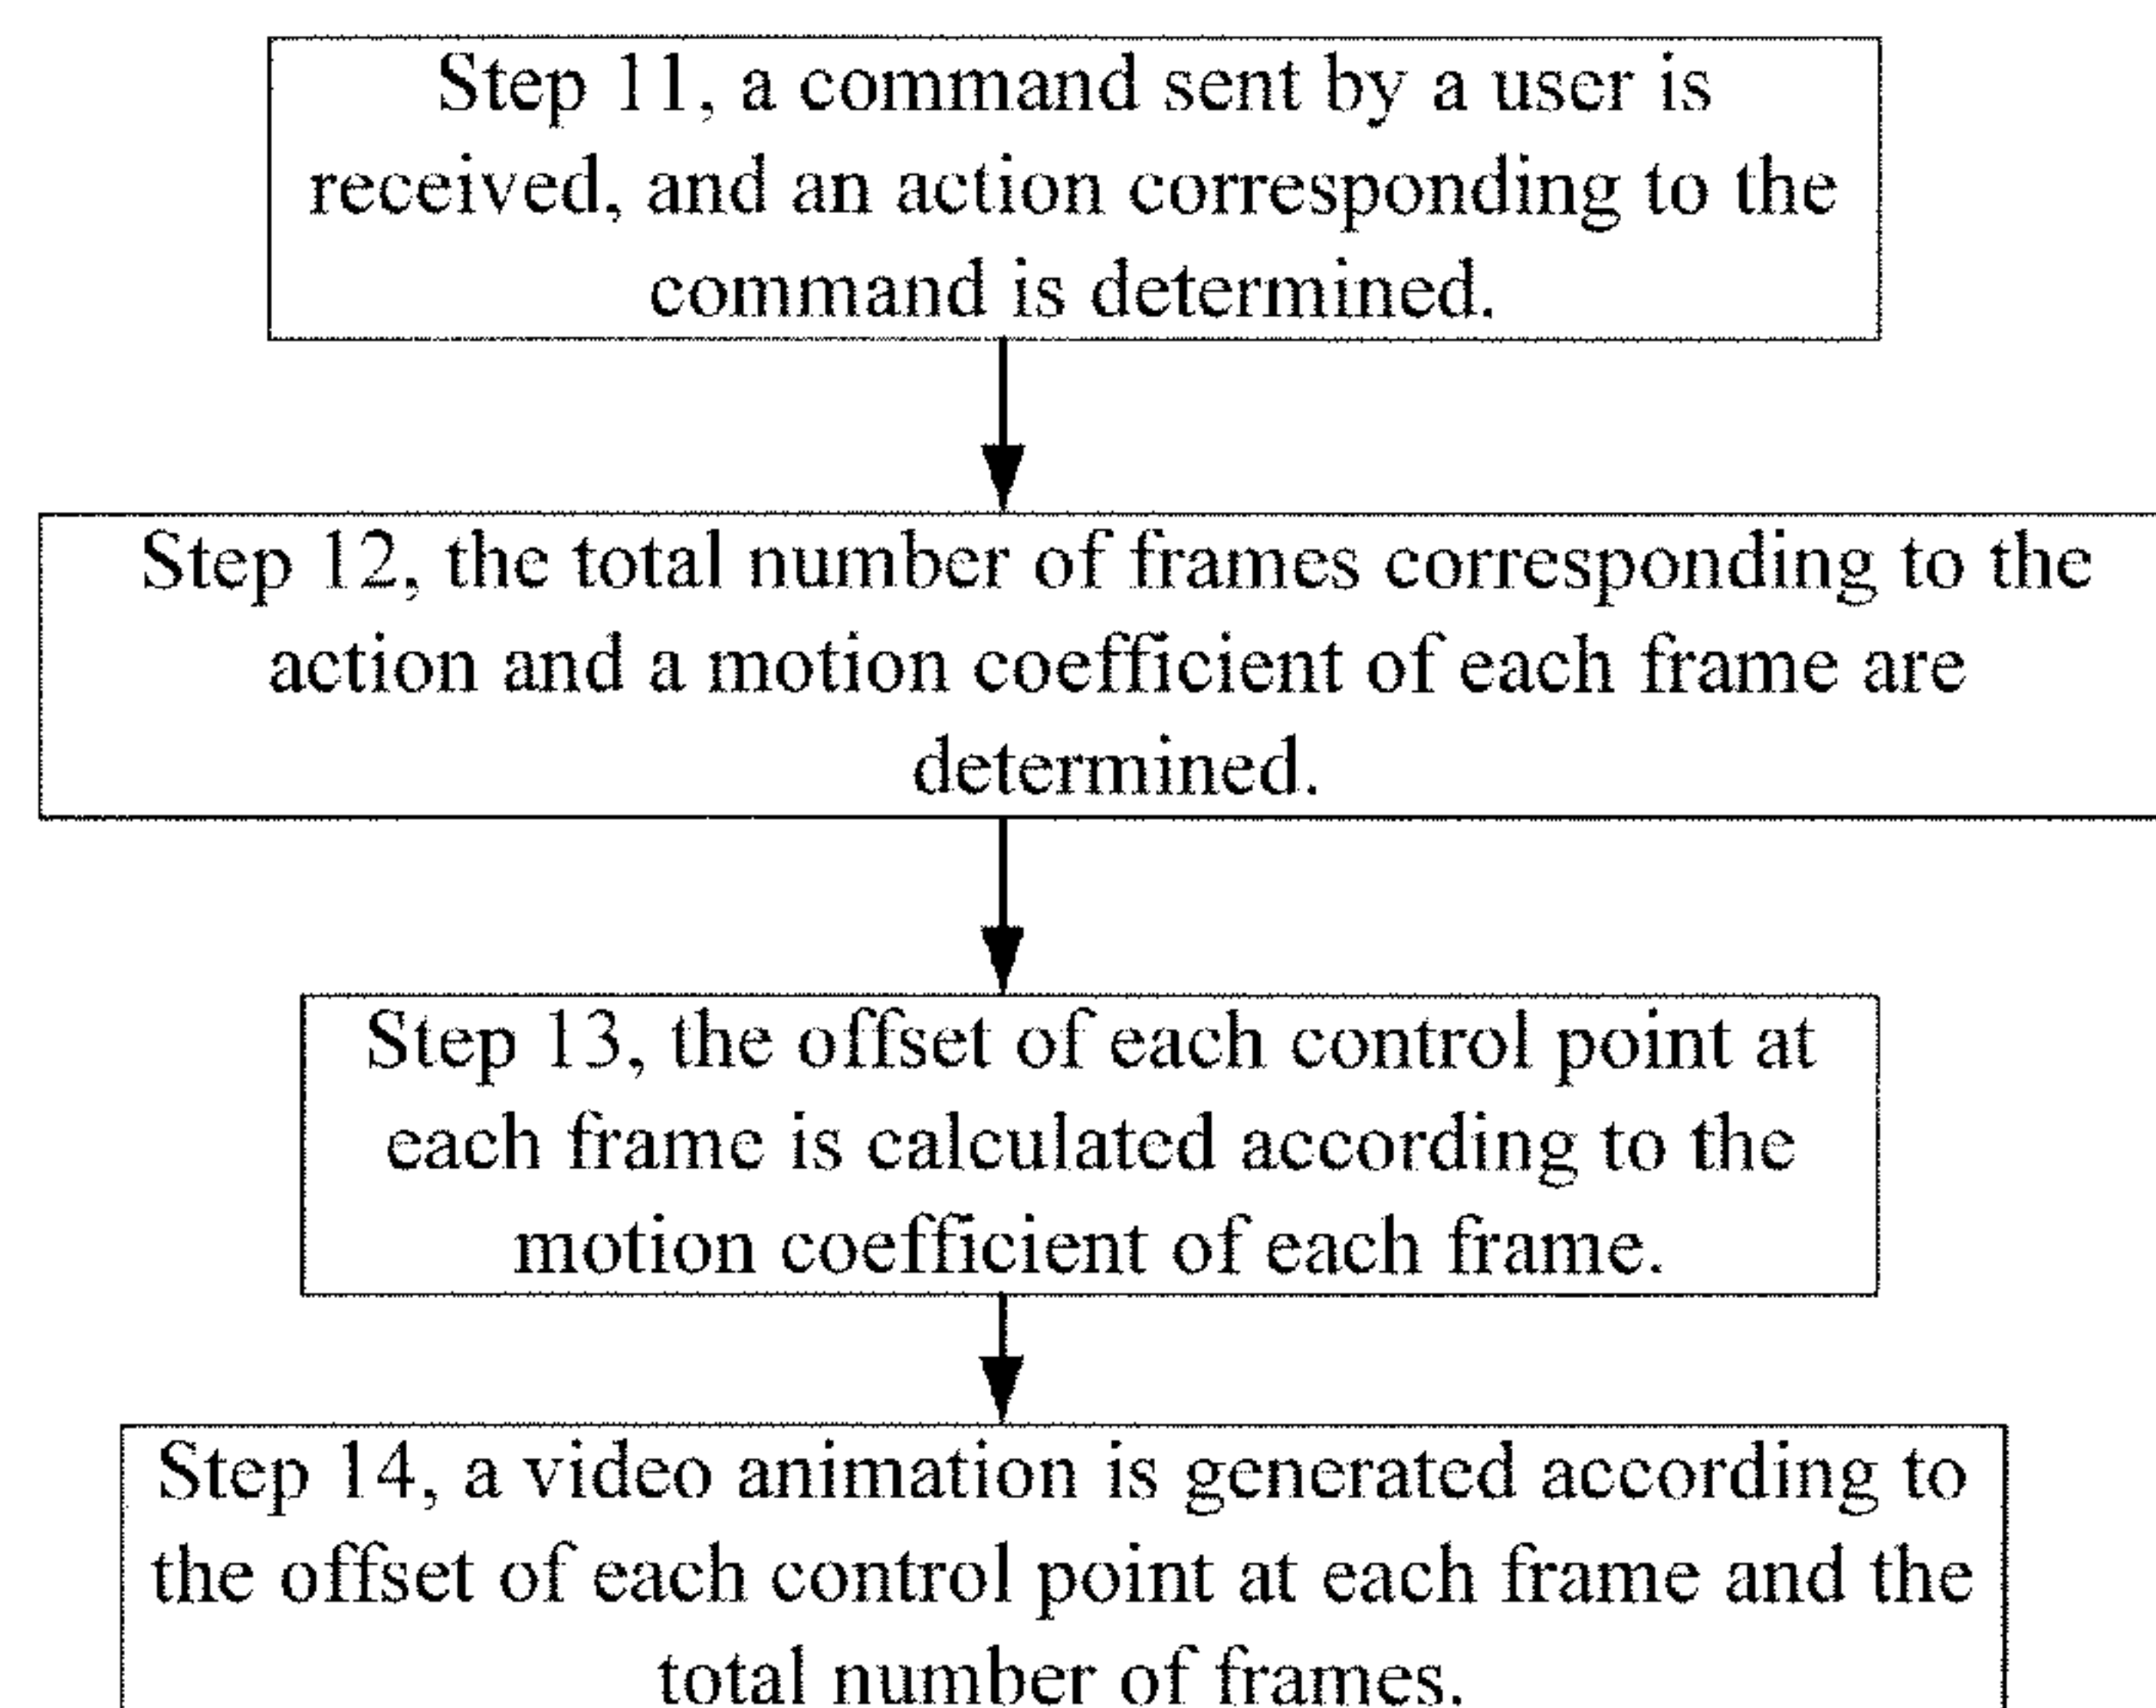 Step 11, a command sent by a user is
received, and an action corresponding to the
command is determined.
Step 12, the total number of frames corresponding to the
action and a motion coefficient of each frame are
determined.
Step 13, the offset of each control point at
each frame is calculated according to the
motion coefficient of each frame.
Step 14, a video animation is generated according to
the offset of each control point at each frame and the
total number of frames.